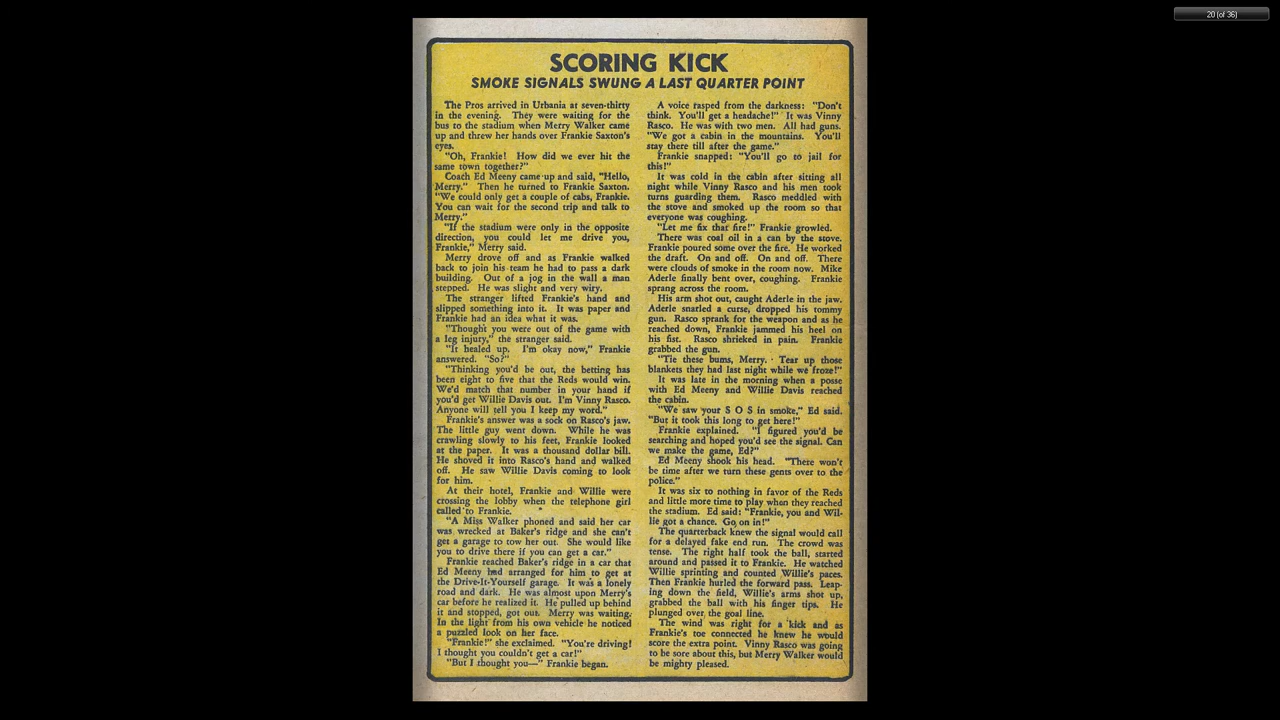 20 (of 36)
SCORING KICK
SMOKE SIGNALS SWUNG A LAST QUARTER POINT
The Pros arrived in Urbania at seven-thirty
in the evening. They were waiting for the
bus to the stadium when Merry Walker came
up and threw her hands over Frankie Saxton's
eyes.
"Oh, Frankie! How did we ever hit the
same town together?"
Coach Ed Meeny came up and said, "Hello,
Merry." Then he turned to Frankie Saxton.
"We could only get a couple of cabs, Frankie.
You can wait for the second trip and talk to
Merry."
"If the stadium were only in the opposite
direction, you could let me drive you,
Frankie," Merry said.
Merry drove off and as Frankie walked
back to join his team he had to pass a dark
building. Out of a jog in the wall a man
stepped. He was slight and very wiry.
The stranger lifted Frankie's hand and
slipped something into it. It was paper and
Frankie had an idea what it was.
"Thought you were out of the game with
a leg injury," the stranger said.
"It healed up. I'm okay now," Frankie
answered. "So?"
"Thinking you'd be out, the betting has
been eight to five that the Reds would win.
We'd match that number in your hand if
you'd get Willie Davis out. I'm Vinny Rasco.
Anyone will tell you I keep my word."
Frankie's answer was a sock on Rasco's jaw.
The little guy went down. While he was
crawling slowly to his feet, Frankie looked
at the paper. It was a thousand dollar bill.
He shoved it into Rasco's hand and walked
off. He saw Willie Davis coming to look
for him.
At their hotel, Frankie and Willie were
crossing the lobby when the telephone girl
called to Frankie.
"A Miss Walker phoned and said her car
was wrecked at Baker's ridge and she can't
get a garage to tow her out. She would like
you to drive there if you can get a car."
Frankie reached Baker's ridge in a car that
Ed Meeny had arranged for him to get at
the Drive-It-Yourself garage. It was a lonely
road and dark. He was almost upon Merry's
car before he realized it. He pulled up behind
it and stopped, got out. Merry was waiting.
In the light from his own vehicle he noticed
a puzzled look on her face.
"Frankie!" she exclaimed. "You're driving!
I thought you couldn't get a car!"
"But I thought you—" Frankie began.
A voice rasped from the darkness: "Don't
think. You'll get a headache!" It was Vinny
Rasco. He was with two men. All had guns.
"We got a cabin in the mountains. You'll
stay there till after the game."
Frankie snapped: "You'll go to jail for
this!"
It was cold in the cabin after sitting all
night while Vinny Rasco and his men took
turns guarding them. Rasco meddled with
the stove and smoked up the room so that
everyone was coughing.
"Let me fix that fire!" Frankie growled.
There was coal oil in a can by the stove.
Frankie poured some over the fire. He worked
the draft. On and off. On and off. There
were clouds of smoke in the room now. Mike
Aderle finally bent over, coughing. Frankie
sprang across the room.
His arm shot out, caught Aderle in the jaw.
Aderle snarled a curse, dropped his tommy
gun. Rasco sprank for the weapon and as he
reached down, Frankie jammed his heel on
his fist. Rasco shrieked in pain. Frankie
grabbed the gun.
"Tie these bums, Merry. Tear up those
blankets they had last night while we froze!"
It was late in the morning when a posse
with Ed Meeny and Willie Davis reached
the cabin.
"We saw your S O S in smoke," Ed said.
"But it took this long to get here!"
Frankie explained. "I figured you'd be
searching and hoped you'd see the signal. Can
we make the game, Ed?"
Ed Meeny shook his head. "There won't
be time after we turn these gents over to the
police."
It was six to nothing in favor of the Reds
and little more time to play when they reached
the stadium. Ed said: "Frankie, you and Wil-
lie got a chance. Go on in!"
The quarterback knew the signal would call
for a delayed fake end run. The crowd was
tense. The right half took the ball, started
around and passed it to Frankie. He watched
Willie sprinting and counted Willie's paces.
Then Frankie hurled the forward pass. Leap-
ing down the field, Willie's arms shot up,
grabbed the ball with his finger tips. He
plunged over the goal line.
The wind was right for a kick and as
Frankie's toe connected he knew he would
score the extra point. Vinny Rasco was going
to be sore about this, but Merry Walker would
be mighty pleased.